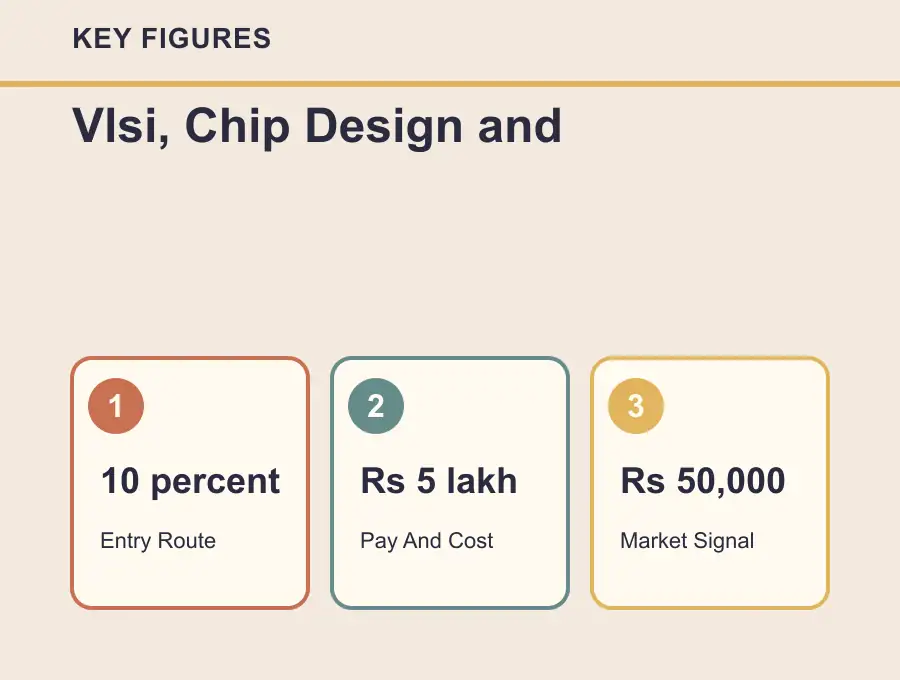 KEY FIGURES
Vlsi, Chip Design and
1
10 percent
Entry Route
2
Rs 5 lakh
Pay And Cost
3
Rs 50,000
Market Signal